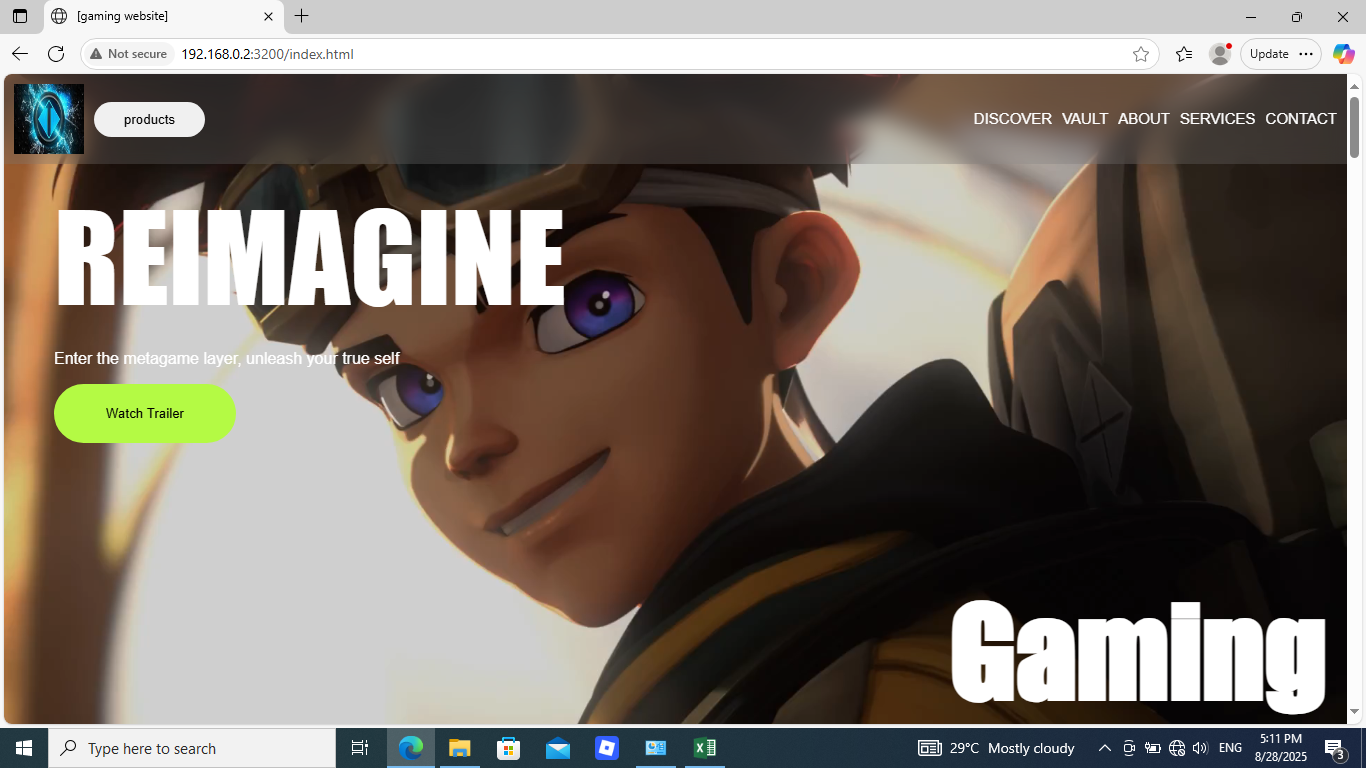 [gaming website]
Not secure
192.168.0.2:3200/index.html
Update
products
DISCOVER VAULT ABOUT SERVICES CONTACT
REIMAGINE
Enter the metagame layer, unleash your true self
Watch Trailer
Gaming
Type here to search
29°C Mostly cloudy
ENG
5:11 PM
8/28/2025
3